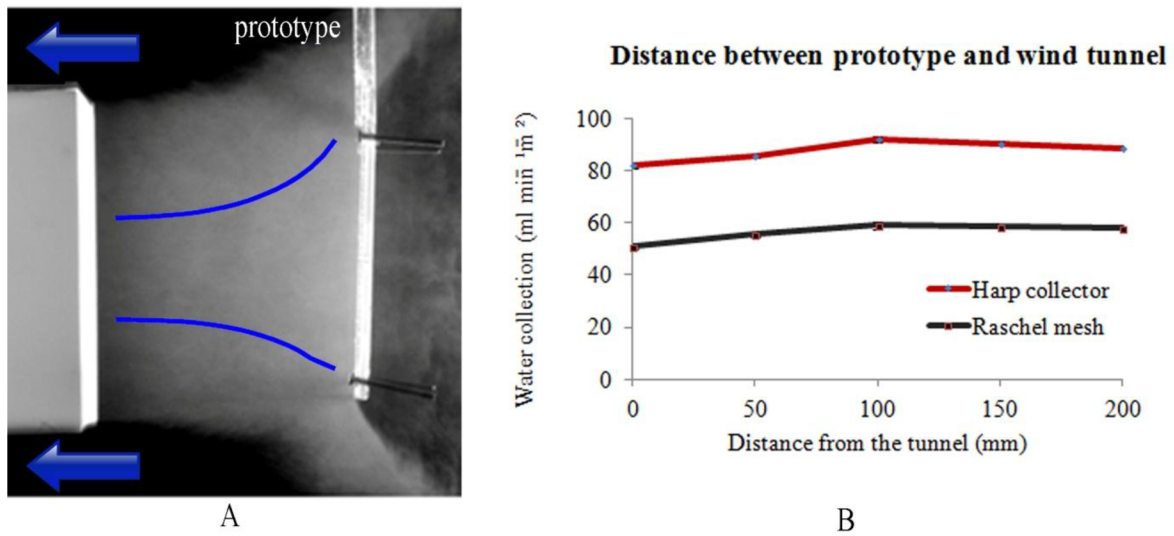 prototype
A
Distance between prototype and wind tunnel
Water collection (ml min̄ ¹m̄ ²)
100
80
60
40
20
0
0 50 100 150 200
Distance from the tunnel (mm)
Harp collector
Raschel mesh
B